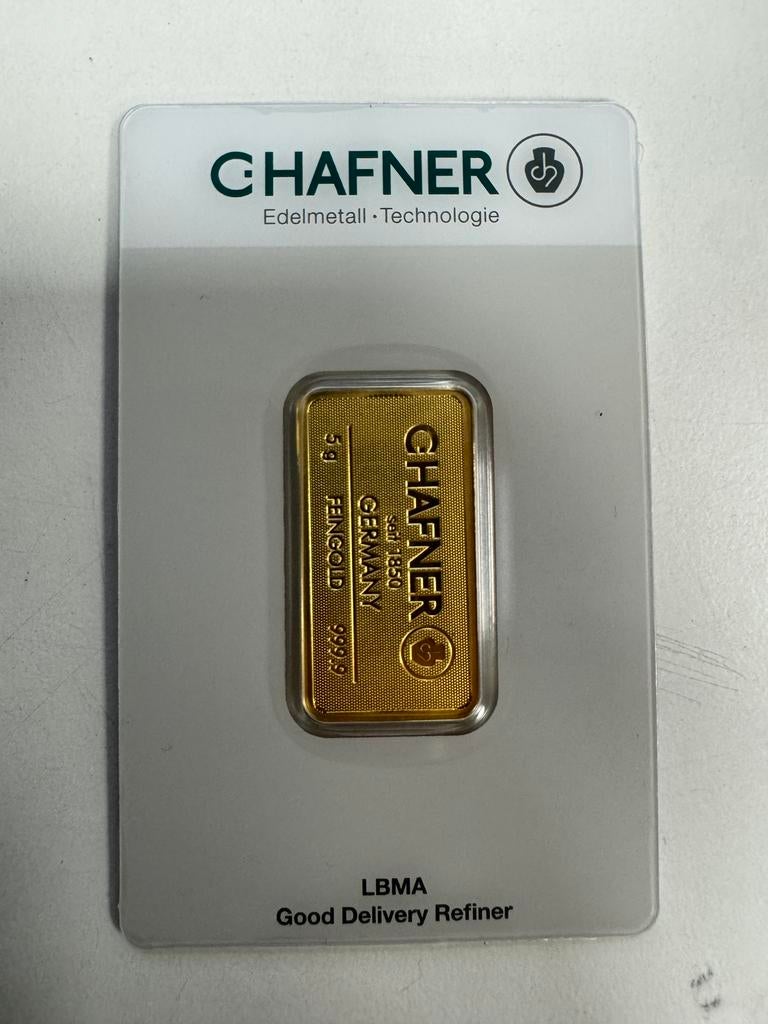 C·HAFNER
Edelmetall · Technologie
C·HAFNER
seit 1850
GERMANY
5 g FEINGOLD 999,9
LBMA
Good Delivery Refiner